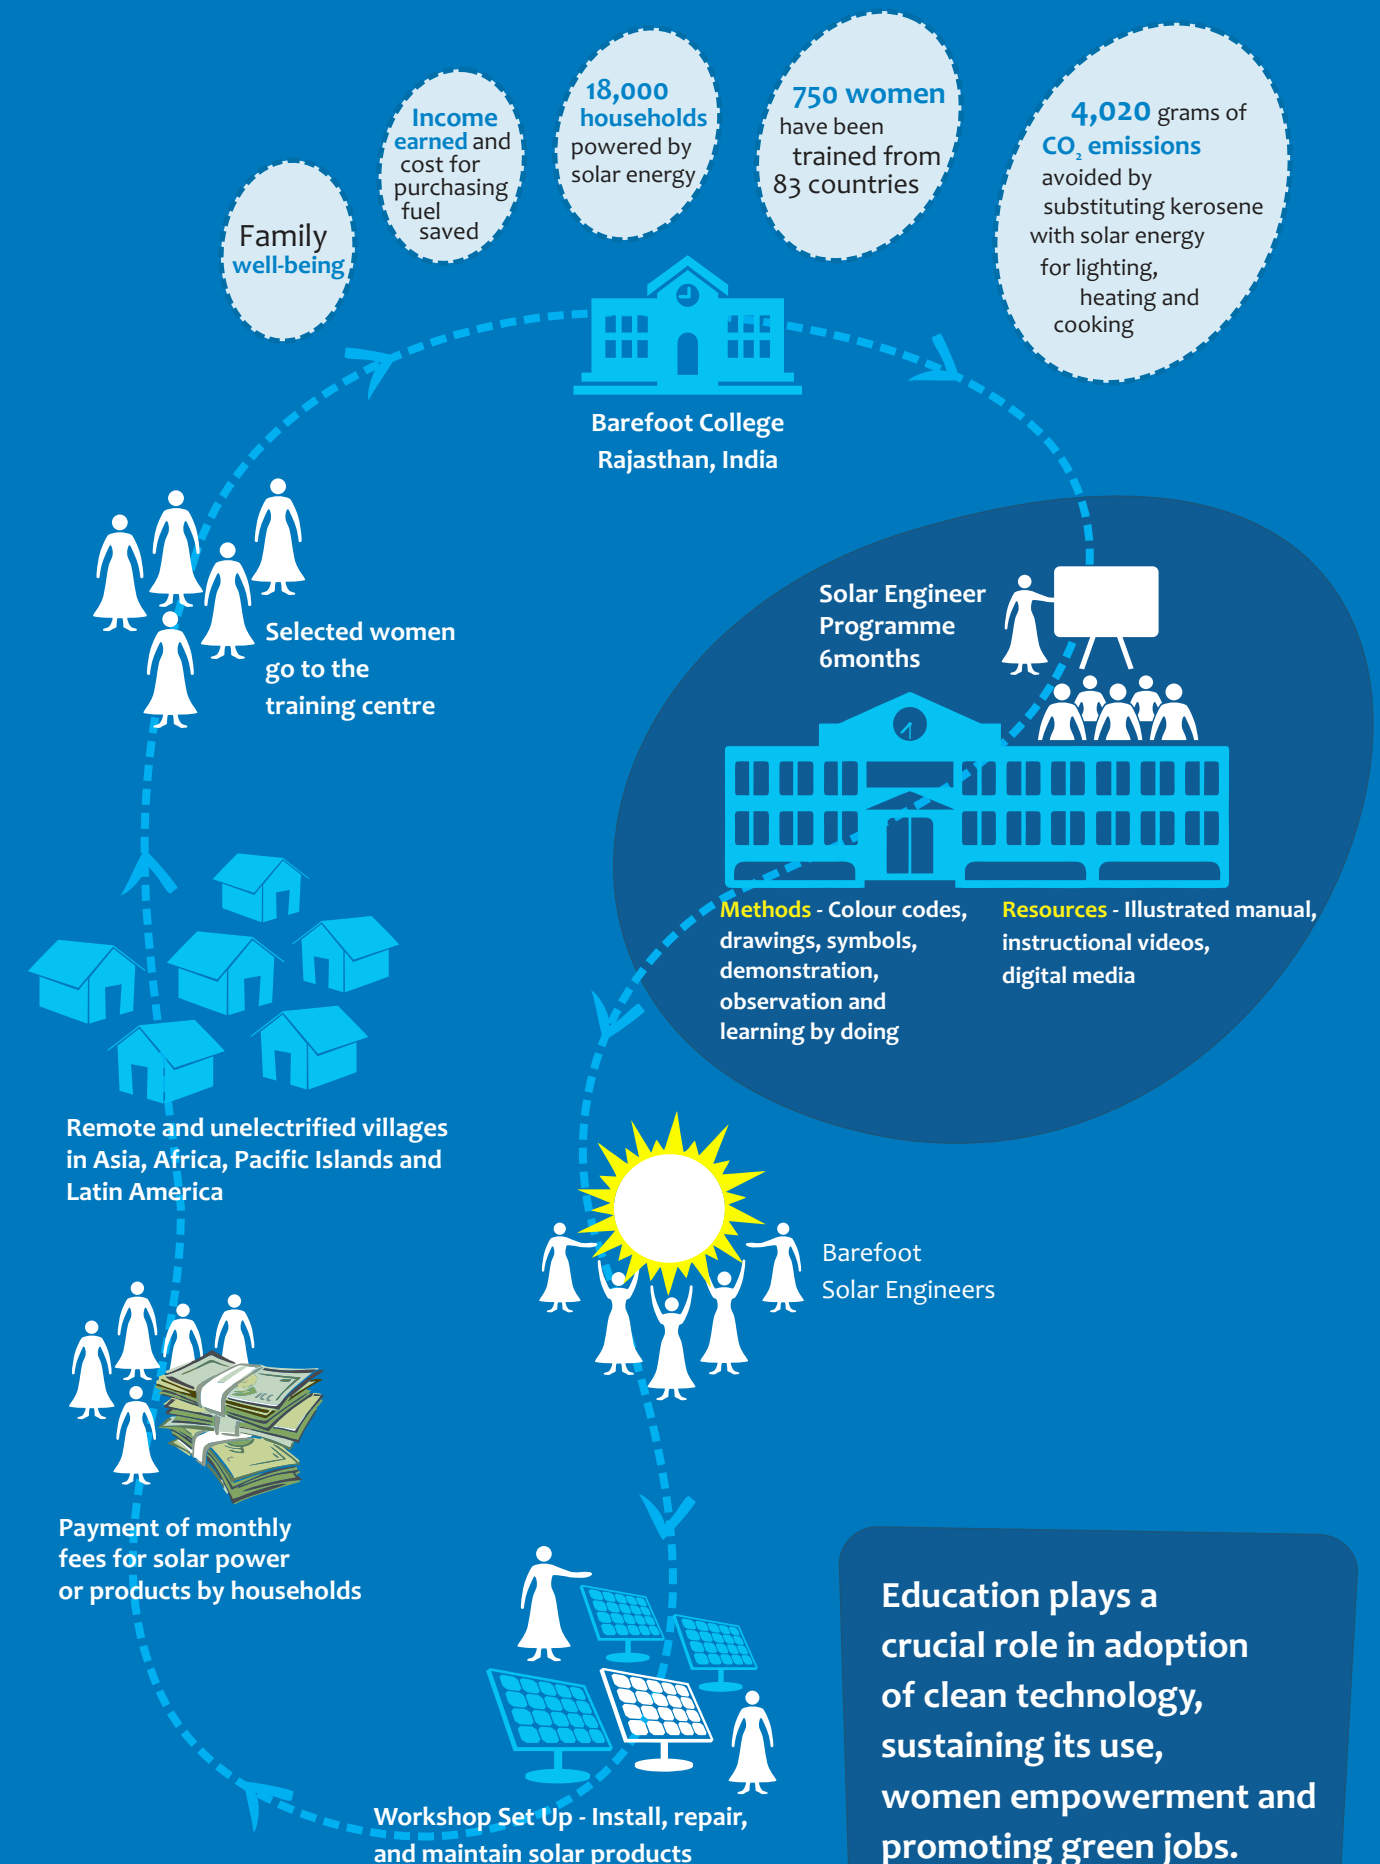 Family
well-being
Income
earned and
cost for
purchasing
fuel
saved
18,000
households
powered by
solar energy
750 women
have been
trained from
83 countries
4,020 grams of
CO₂ emissions
avoided by
substituting kerosene
with solar energy
for lighting,
heating and
cooking
Barefoot College
Rajasthan, India
Selected women
go to the
training centre
Solar Engineer
Programme
6months
Methods - Colour codes,
drawings, symbols,
demonstration,
observation and
learning by doing
Resources - Illustrated manual,
instructional videos,
digital media
Remote and unelectrified villages
in Asia, Africa, Pacific Islands and
Latin America
Barefoot
Solar Engineers
Payment of monthly
fees for solar power
or products by households
Workshop Set Up - Install, repair,
and maintain solar products
Education plays a
crucial role in adoption
of clean technology,
sustaining its use,
women empowerment and
promoting green jobs.